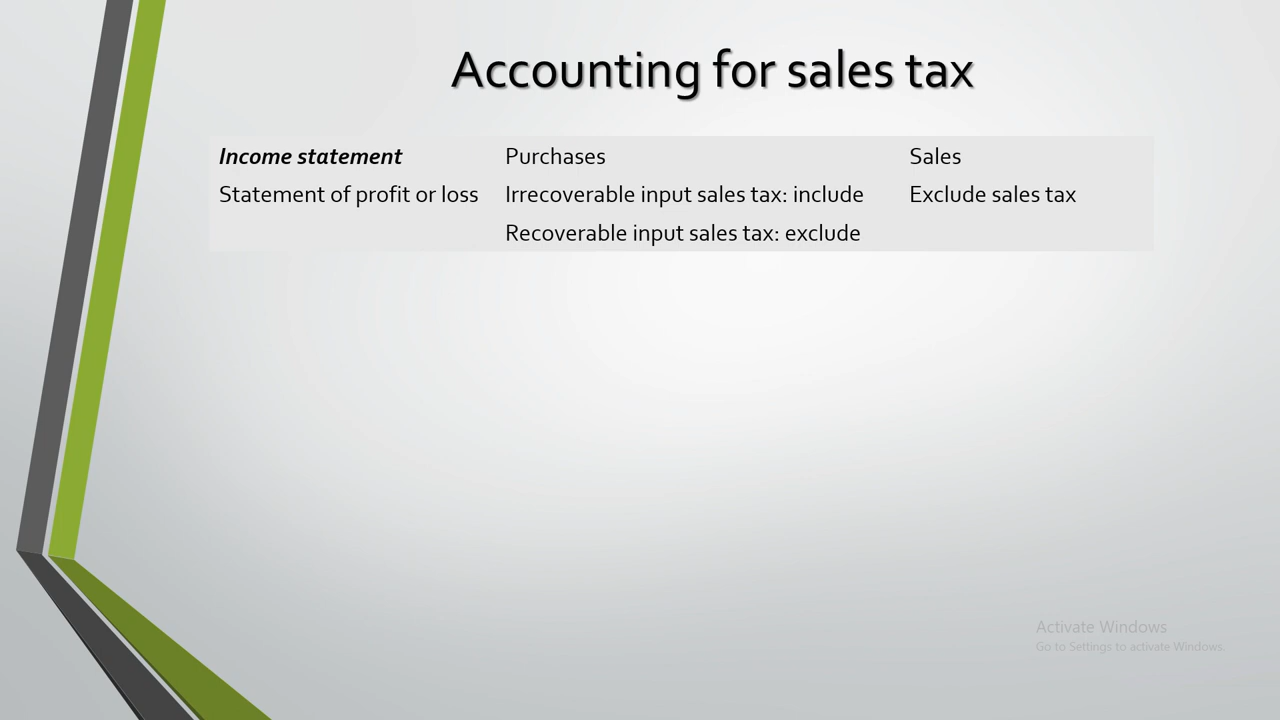 Accounting for sales tax
Income statement Purchases Sales
Statement of profit or loss Irrecoverable input sales tax: include Exclude sales tax
Recoverable input sales tax: exclude
Activate Windows
Go to Settings to activate Windows.